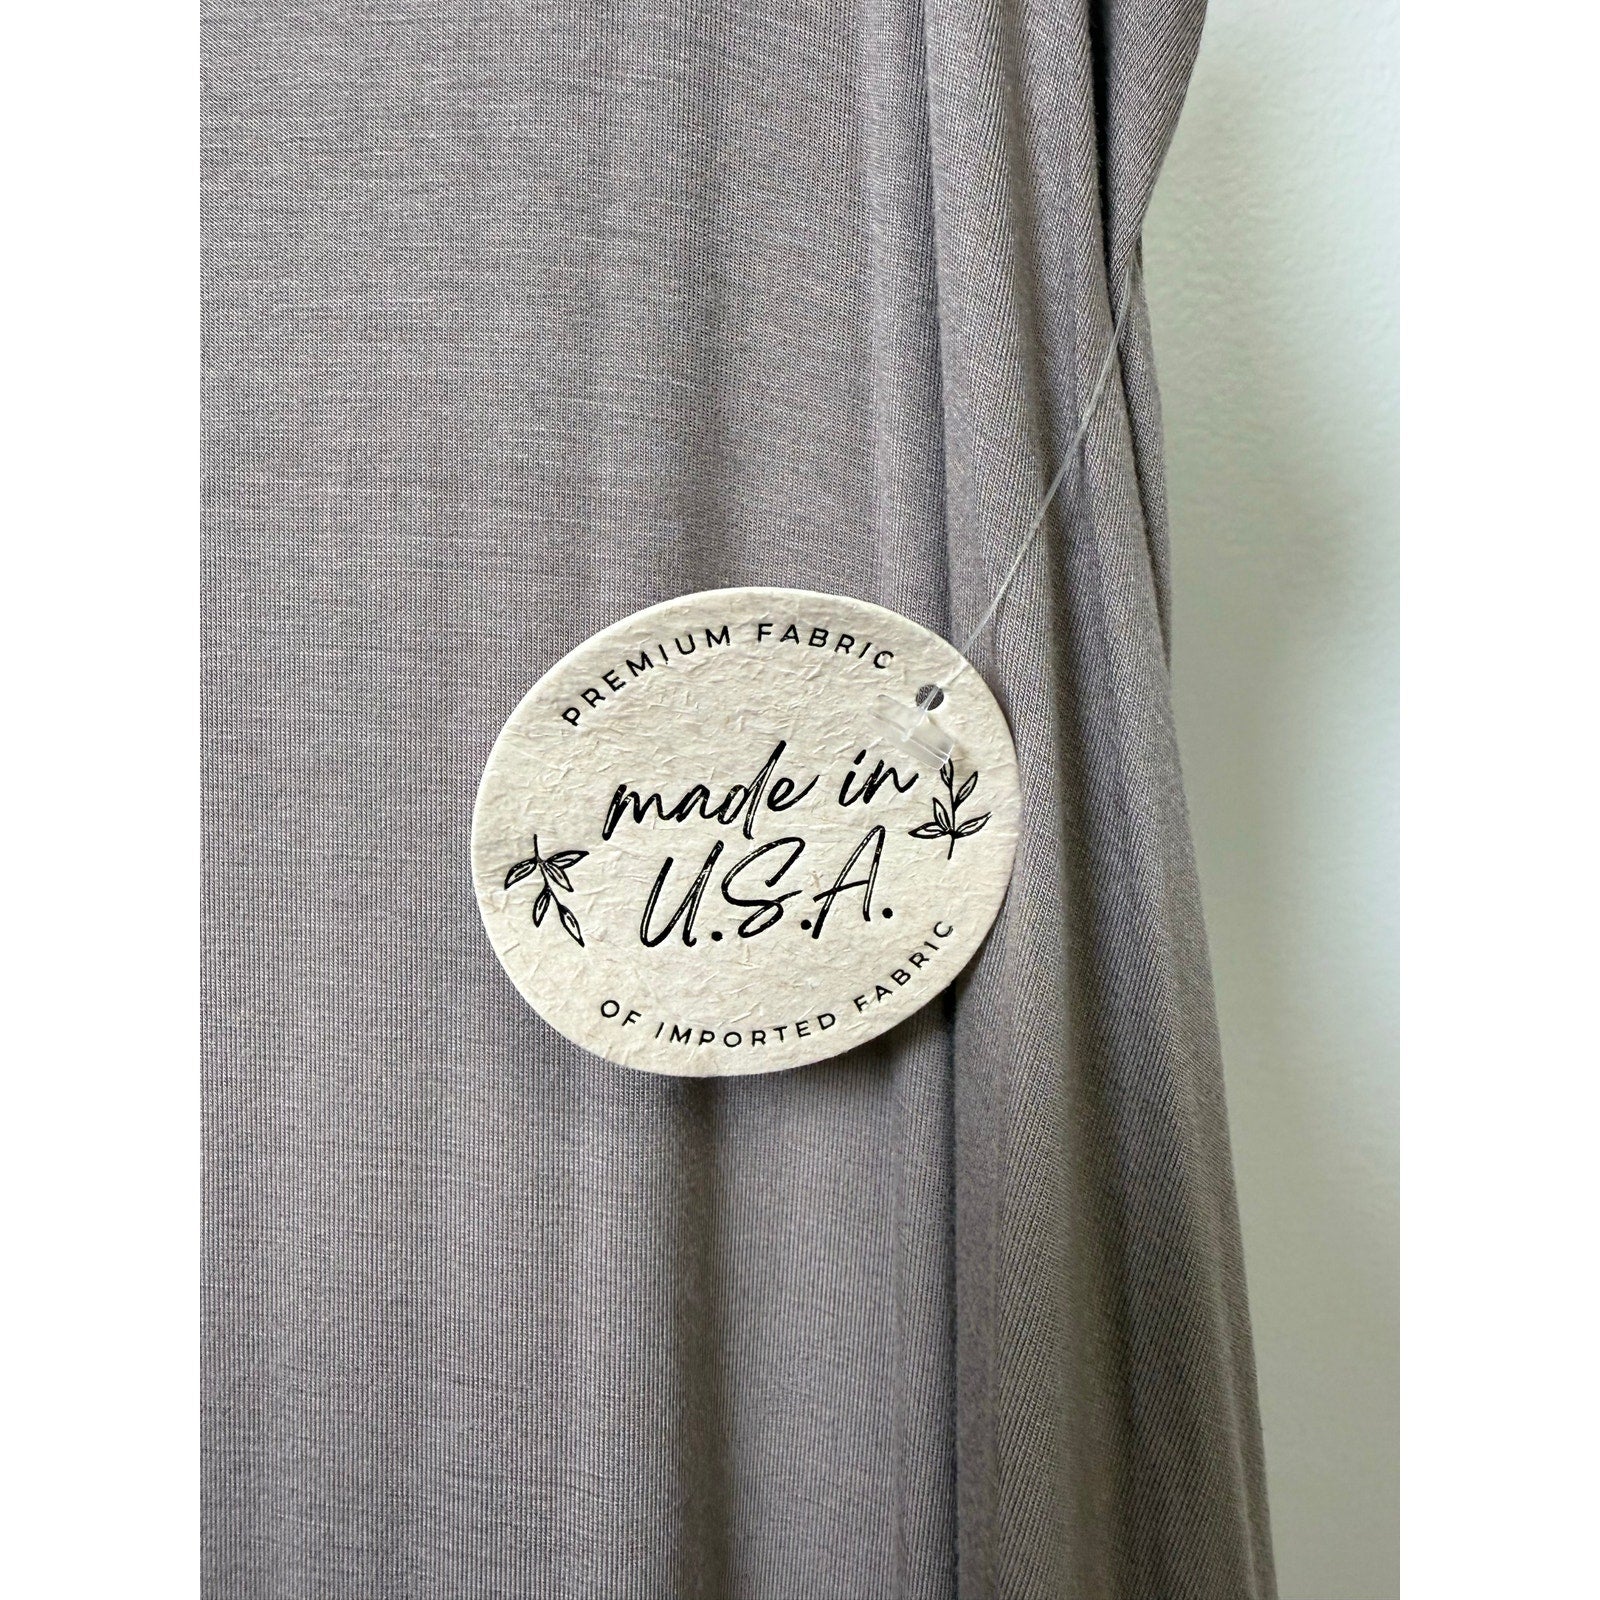 PREMIUM FABRIC
made in
U.S.A.
OF IMPORTED FABRIC